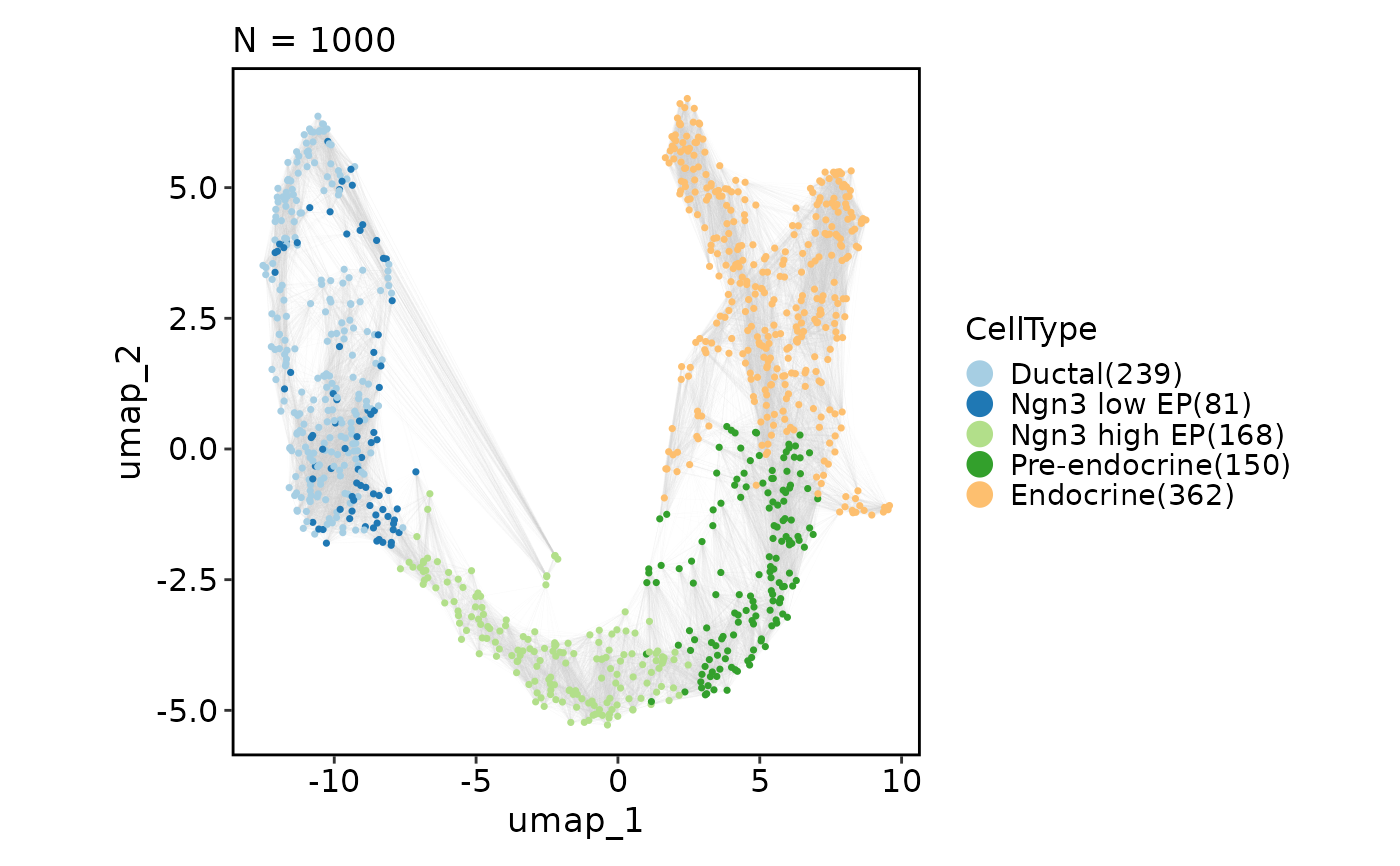 N = 1000
5.0
2.5
0.0
-2.5
-5.0
umap_2
-10
-5
0
5
10
umap_1
CellType
Ductal(239)
Ngn3 low EP(81)
Ngn3 high EP(168)
Pre-endocrine(150)
Endocrine(362)